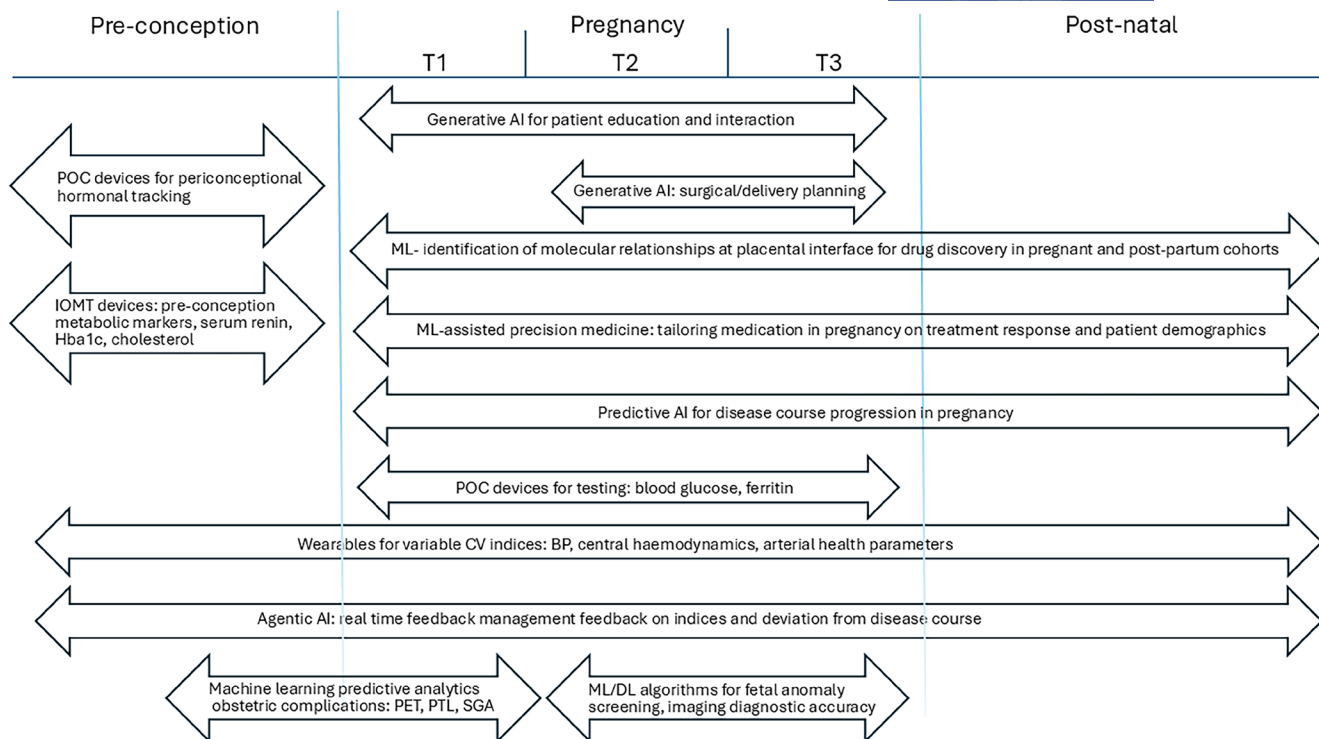 Pre-conception
Pregnancy
Post-natal
T1
T2
T3
Generative AI for patient education and interaction
POC devices for periconceptional
hormonal tracking
Generative AI: surgical/delivery planning
ML- identification of molecular relationships at placental interface for drug discovery in pregnant and post-partum cohorts
IOMT devices: pre-conception
metabolic markers, serum renin,
Hba1c, cholesterol
ML-assisted precision medicine: tailoring medication in pregnancy on treatment response and patient demographics
Predictive AI for disease course progression in pregnancy
POC devices for testing: blood glucose, ferritin
Wearables for variable CV indices: BP, central haemodynamics, arterial health parameters
Agentic AI: real time feedback management feedback on indices and deviation from disease course
Machine learning predictive analytics
obstetric complications: PET, PTL, SGA
ML/DL algorithms for fetal anomaly
screening, imaging diagnostic accuracy